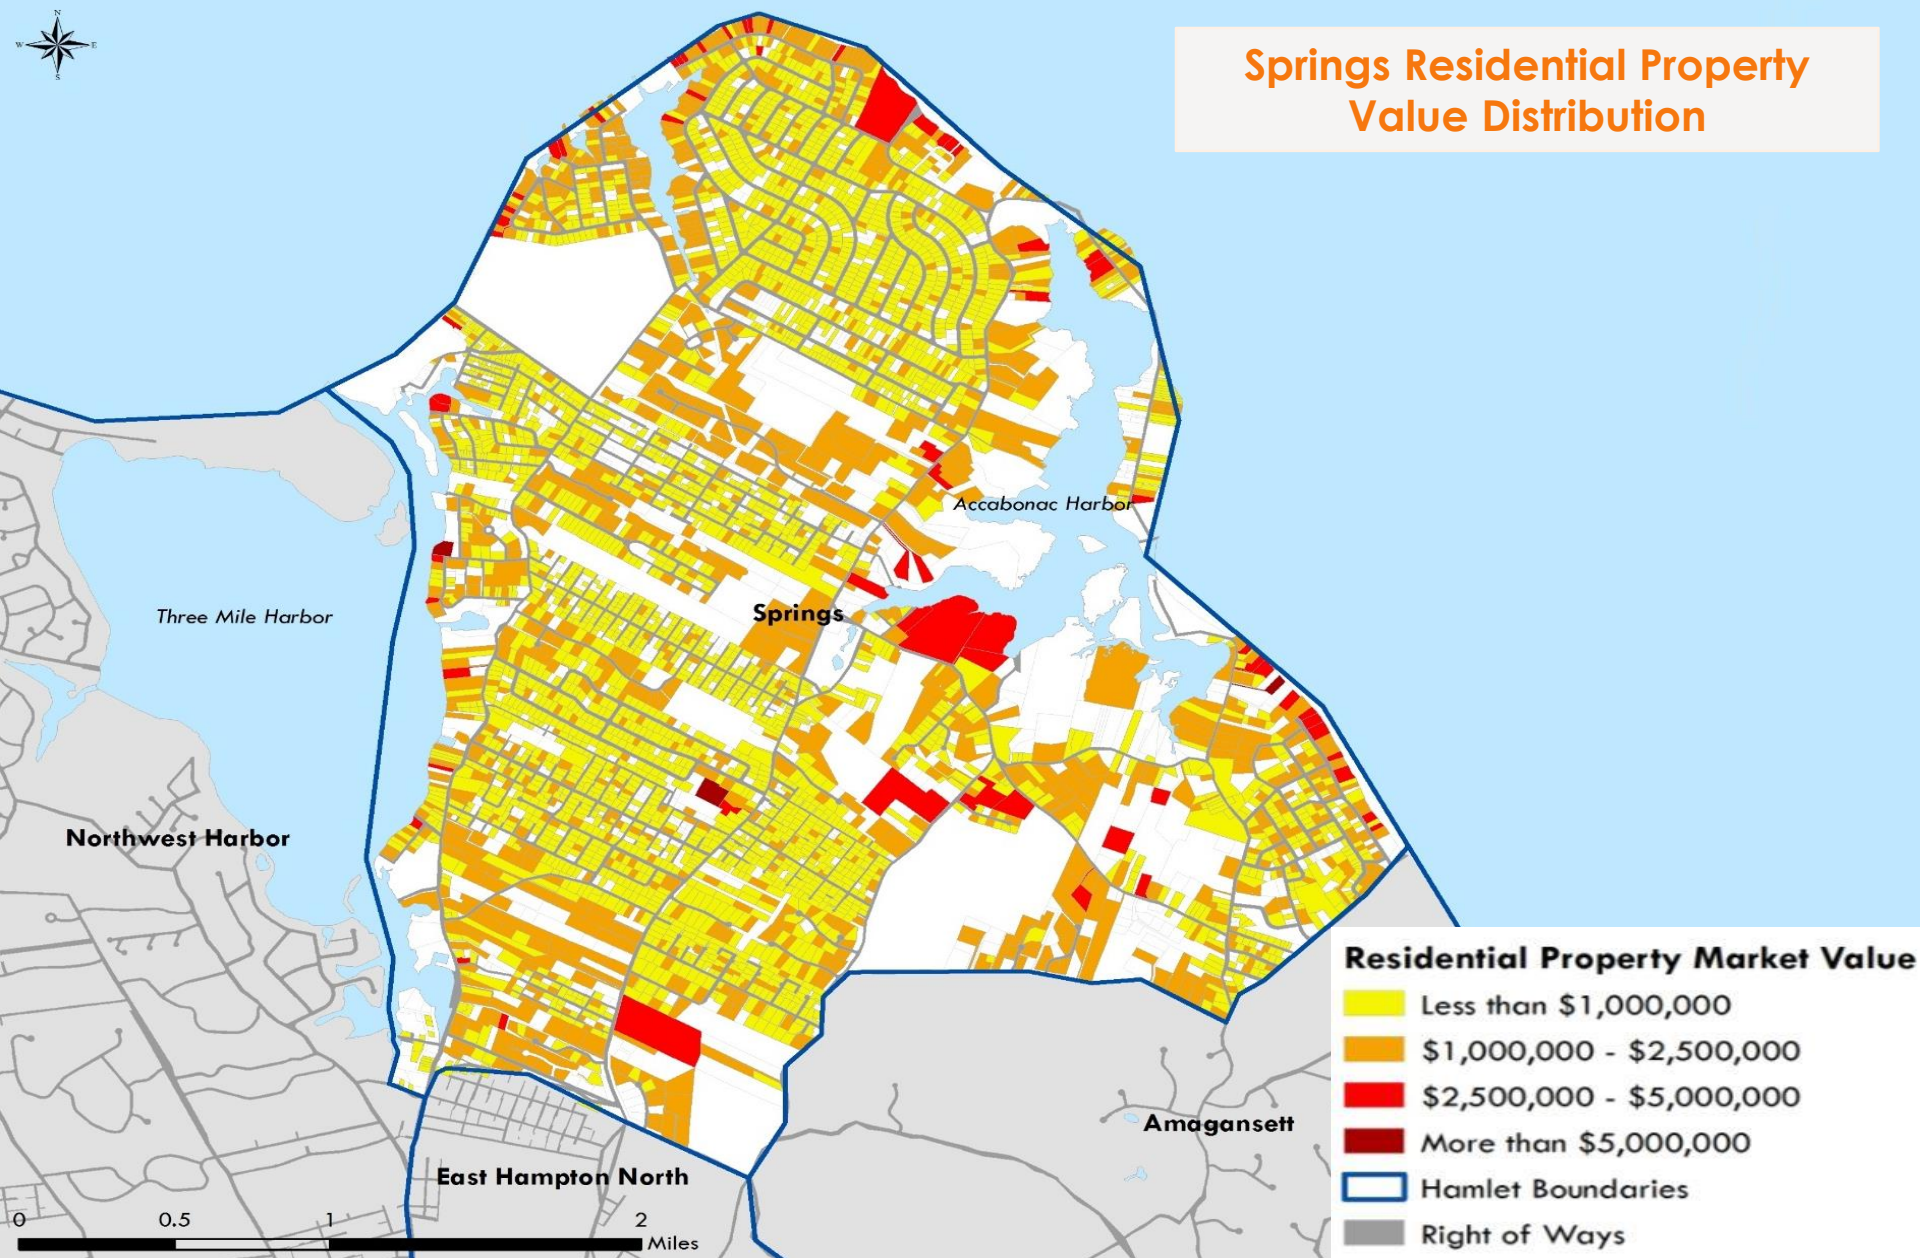 N
W E
S
Springs Residential Property
Value Distribution
Accabonac Harbor
Three Mile Harbor
Springs
Northwest Harbor
Amagansett
East Hampton North
0 0.5 1 2
Miles
Residential Property Market Value
Less than $1,000,000
$1,000,000 - $2,500,000
$2,500,000 - $5,000,000
More than $5,000,000
Hamlet Boundaries
Right of Ways